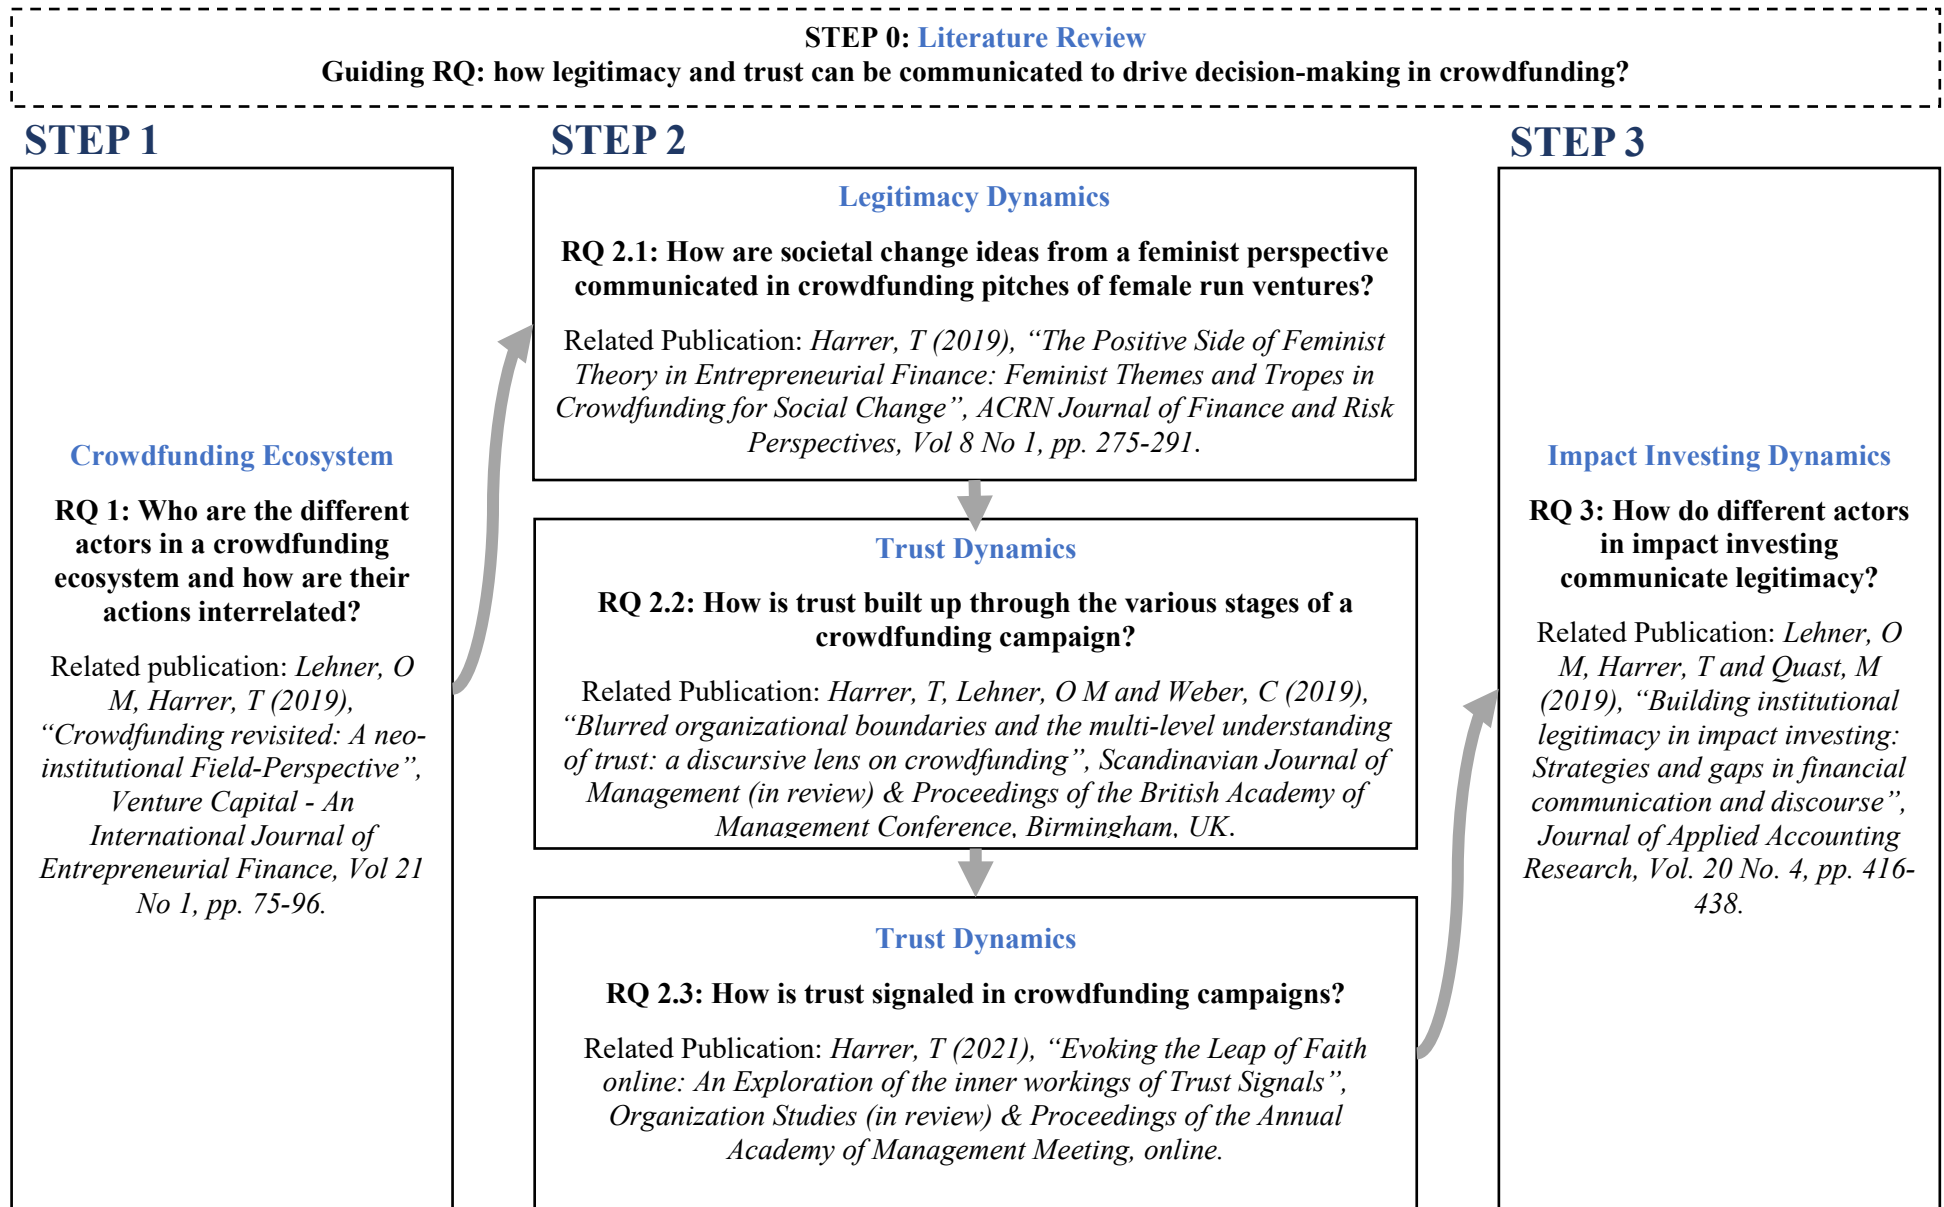 STEP 0: Literature Review
Guiding RQ: how legitimacy and trust can be communicated to drive decision-making in crowdfunding?
STEP 1
Crowdfunding Ecosystem
RQ 1: Who are the different
actors in a crowdfunding
ecosystem and how are their
actions interrelated?
Related publication: Lehner, O
M, Harrer, T (2019),
“Crowdfunding revisited: A neo-
institutional Field-Perspective”,
Venture Capital - An
International Journal of
Entrepreneurial Finance, Vol 21
No 1, pp. 75-96.
STEP 2
Legitimacy Dynamics
RQ 2.1: How are societal change ideas from a feminist perspective
communicated in crowdfunding pitches of female run ventures?
Related Publication: Harrer, T (2019), “The Positive Side of Feminist
Theory in Entrepreneurial Finance: Feminist Themes and Tropes in
Crowdfunding for Social Change”, ACRN Journal of Finance and Risk
Perspectives, Vol 8 No 1, pp. 275-291.
Trust Dynamics
RQ 2.2: How is trust built up through the various stages of a
crowdfunding campaign?
Related Publication: Harrer, T, Lehner, O M and Weber, C (2019),
“Blurred organizational boundaries and the multi-level understanding
of trust: a discursive lens on crowdfunding”, Scandinavian Journal of
Management (in review) & Proceedings of the British Academy of
Management Conference, Birmingham, UK.
Trust Dynamics
RQ 2.3: How is trust signaled in crowdfunding campaigns?
Related Publication: Harrer, T (2021), “Evoking the Leap of Faith
online: An Exploration of the inner workings of Trust Signals”,
Organization Studies (in review) & Proceedings of the Annual
Academy of Management Meeting, online.
STEP 3
Impact Investing Dynamics
RQ 3: How do different actors
in impact investing
communicate legitimacy?
Related Publication: Lehner, O
M, Harrer, T and Quast, M
(2019), “Building institutional
legitimacy in impact investing:
Strategies and gaps in financial
communication and discourse”,
Journal of Applied Accounting
Research, Vol. 20 No. 4, pp. 416-
438.